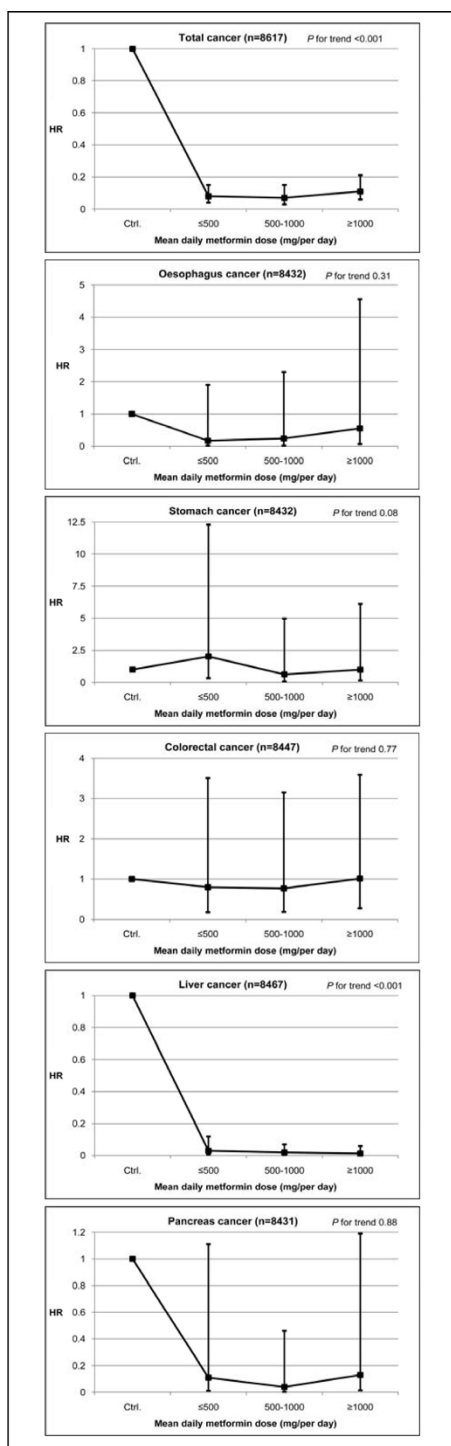 Total cancer (n=8617) P for trend <0.001
1
0.8
0.6
HR
0.4
0.2
0
Ctrl. ≤500 500-1000 ≥1000
Mean daily metformin dose (mg/per day)
Oesophagus cancer (n=8432) P for trend 0.31
5
4
3
HR
2
1
0
Ctrl. ≤500 500-1000 ≥1000
Mean daily metformin dose (mg/per day)
Stomach cancer (n=8432) P for trend 0.08
12.5
10
7.5
HR
5
2.5
0
Ctrl. ≤500 500-1000 ≥1000
Mean daily metformin dose (mg/per day)
Colorectal cancer (n=8447) P for trend 0.77
4
3
HR
2
1
0
Ctrl. ≤500 500-1000 ≥1000
Mean daily metformin dose (mg/per day)
Liver cancer (n=8467) P for trend <0.001
1
0.8
0.6
HR
0.4
0.2
0
Ctrl. ≤500 500-1000 ≥1000
Mean daily metformin dose (mg/per day)
Pancreas cancer (n=8431) P for trend 0.88
1.2
1
0.8
HR
0.6
0.4
0.2
0
Ctrl. ≤500 500-1000 ≥1000
Mean daily metformin dose (mg/per day)